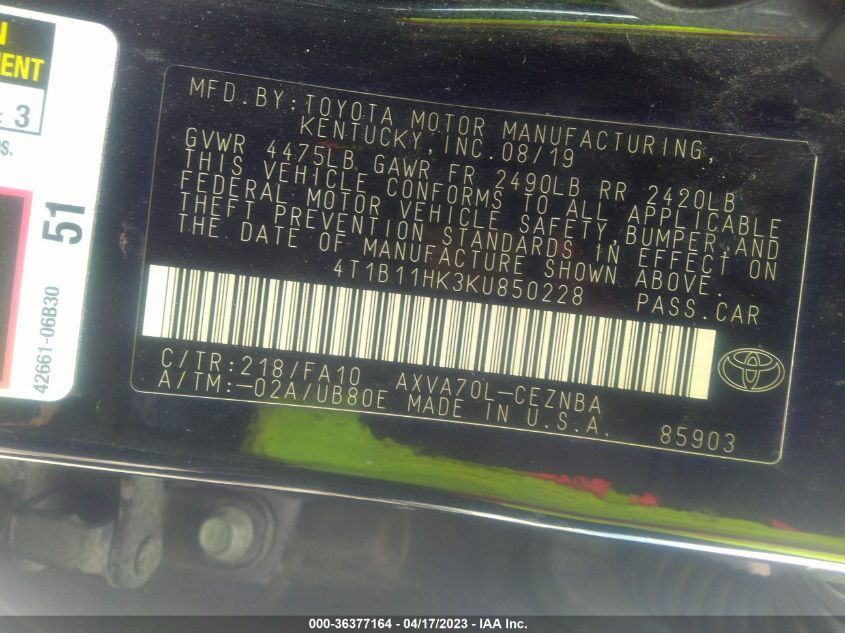 N
ENT
: 3
BS.
51
42661-06B30
MFD.BY:TOYOTA MOTOR MANUFACTURING,
KENTUCKY,INC.08/19
GVWR 4475LB GAWR FR 2490LB RR 2420LB
THIS VEHICLE CONFORMS TO ALL APPLICABLE
FEDERAL MOTOR VEHICLE SAFETY,BUMPER,AND
THEFT PREVENTION STANDARDS IN EFFECT ON
THE DATE OF MANUFACTURE SHOWN ABOVE.
4T1B11HK3KU850228 PASS.CAR
C/TR:218/FA10 AXVA70L-CEZNBA
A/TM:-02A/UB80E MADE IN U.S.A.
85903
000-36377164 - 04/17/2023 - IAA Inc.